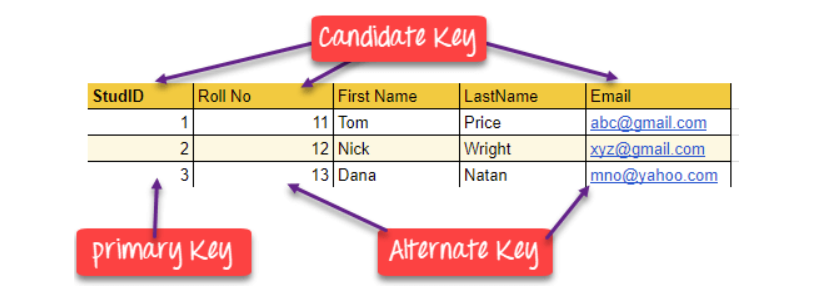 Candidate Key
StudID Roll No First Name LastName Email
1 11 Tom Price abc@gmail.com
2 12 Nick Wright xyz@gmail.com
3 13 Dana Natan mno@yahoo.com
primary Key Alternate Key